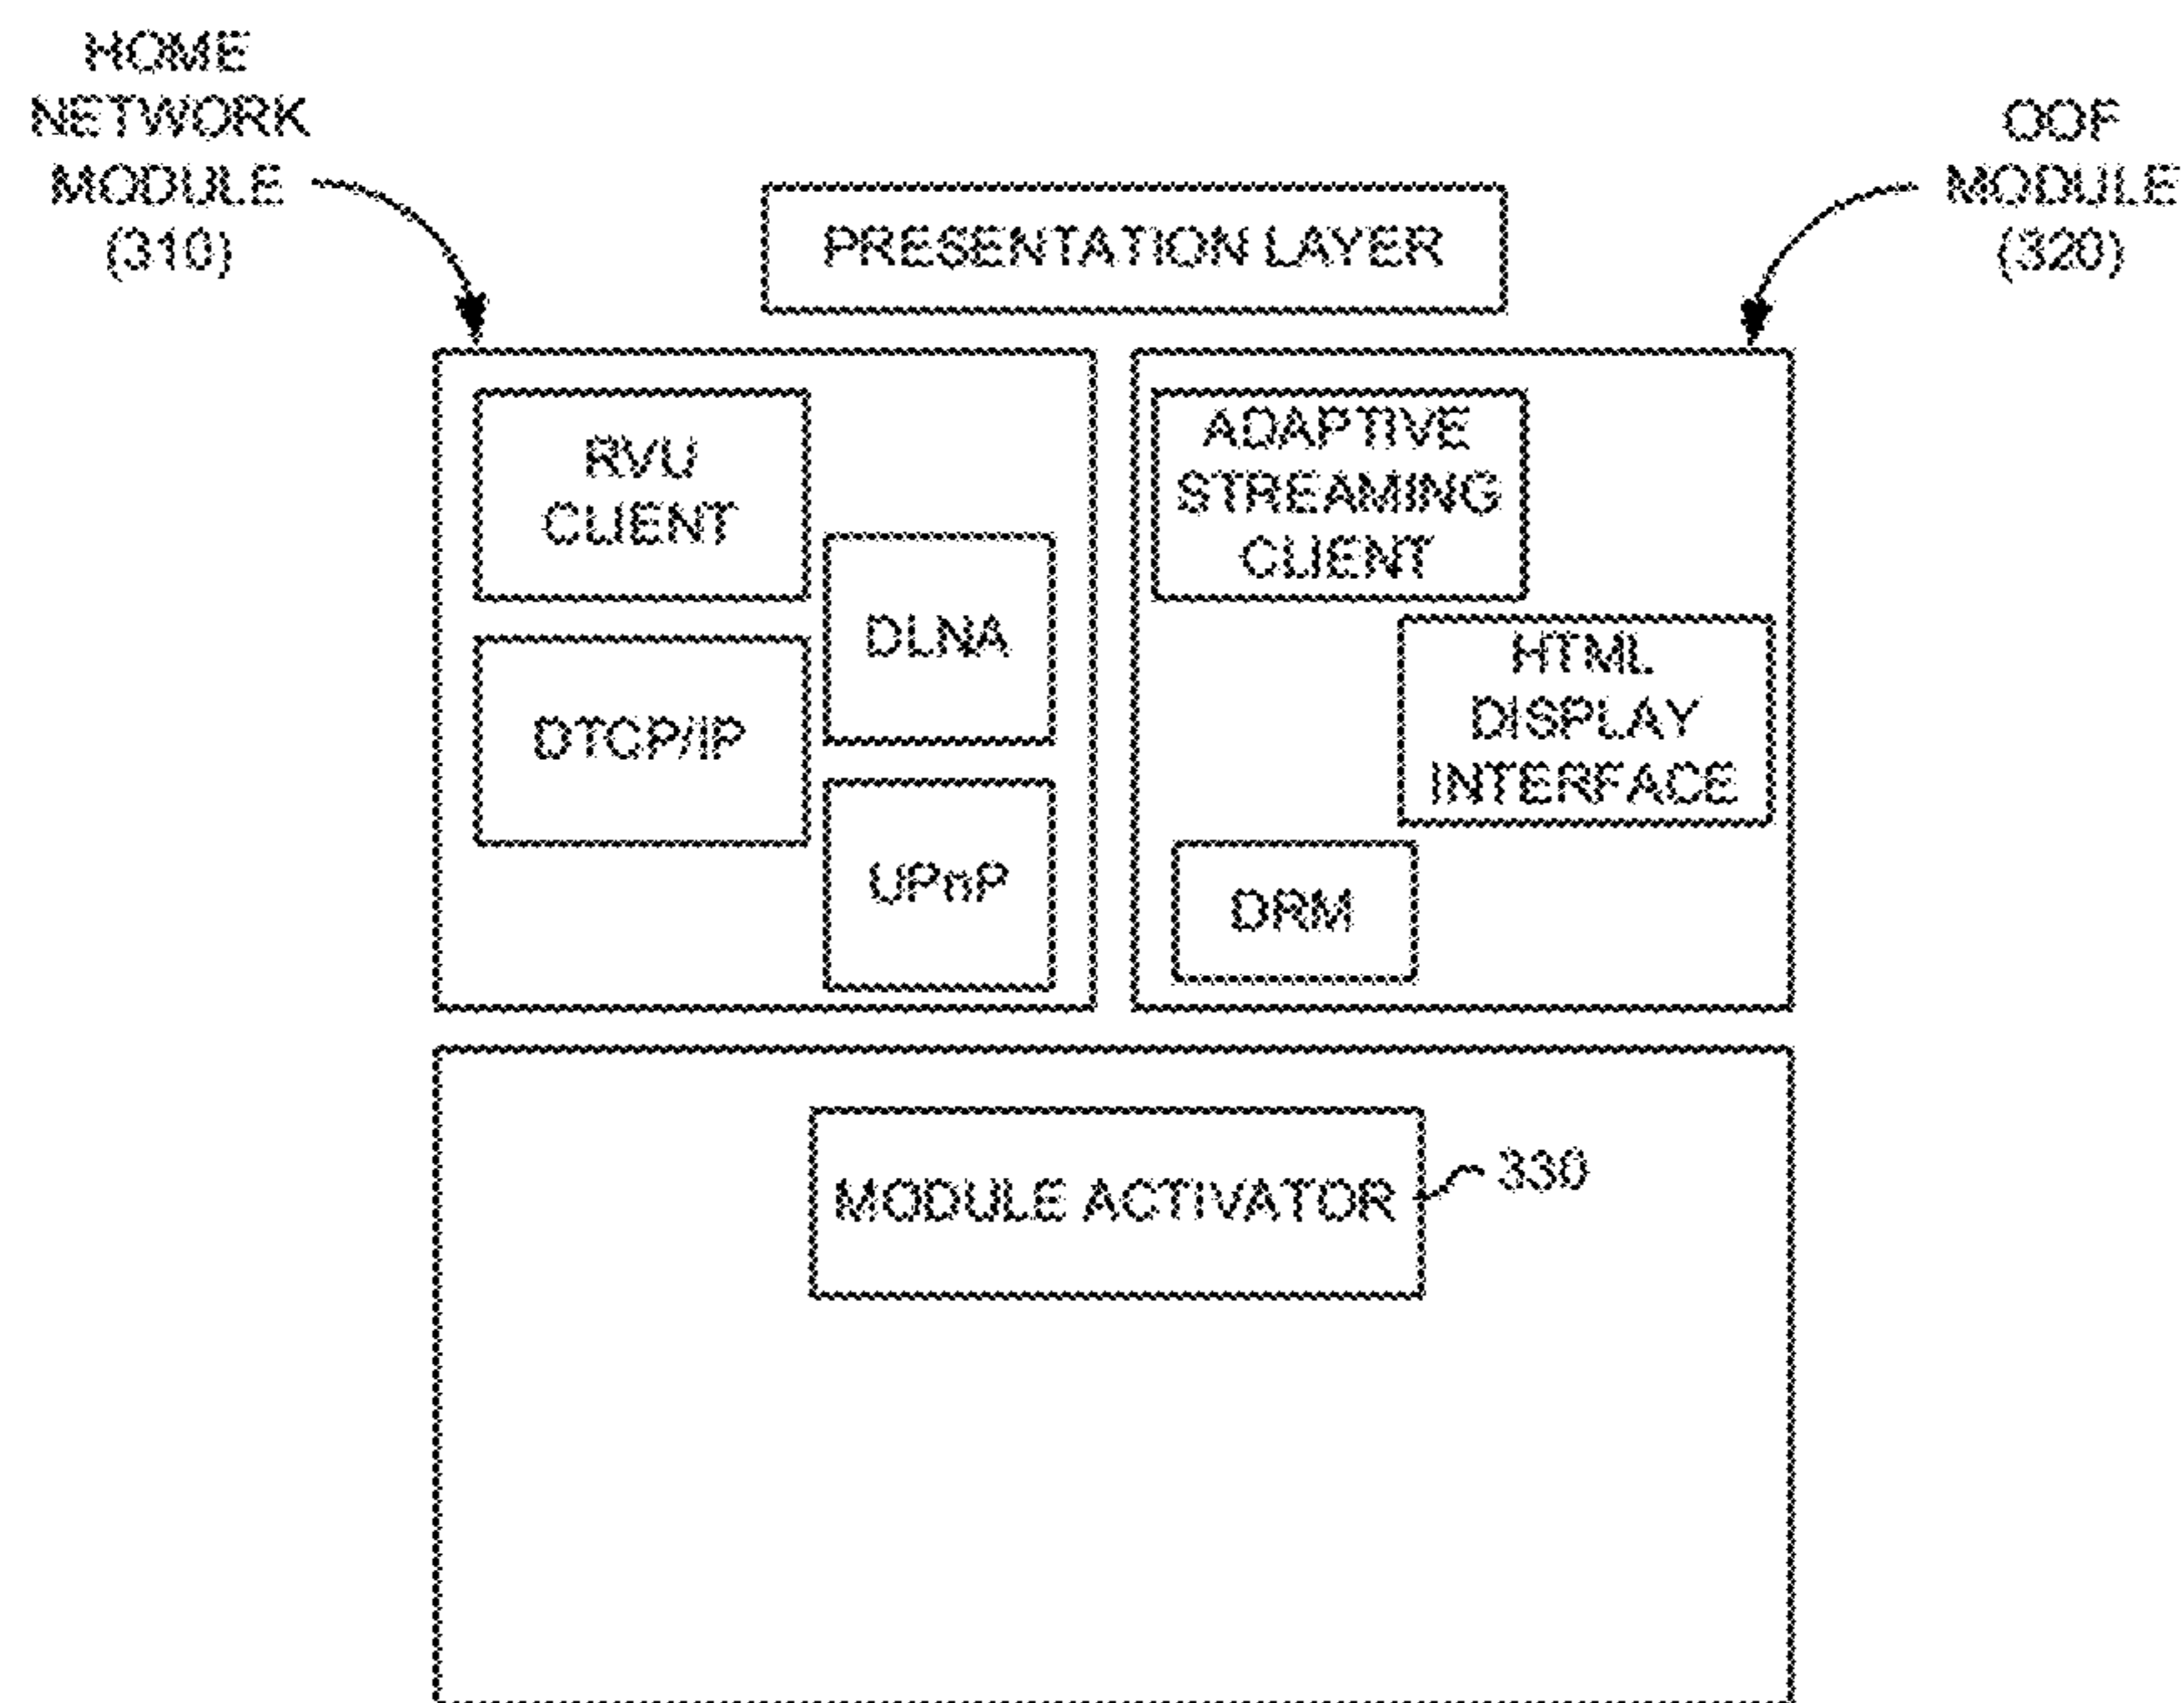 HOME
NETWORK
MODULE
(310)
OOF
MODULE
(320)
PRESENTATION LAYER
RVU
CLIENT
DLNA
DTCP/IP
UPnP
ADAPTIVE
STREAMING
CLIENT
HTML
DISPLAY
INTERFACE
DRM
MODULE ACTIVATOR
330